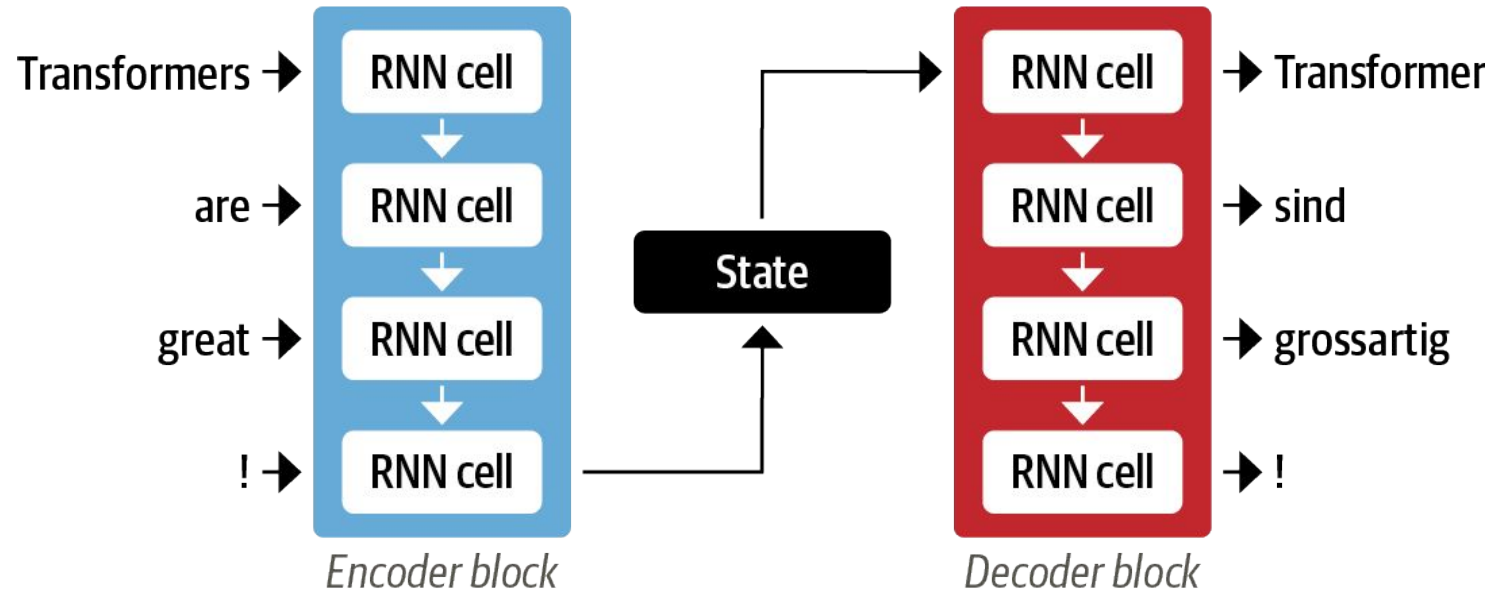 Transformers
RNN cell
are
RNN cell
great
RNN cell
!
RNN cell
Encoder block
State
RNN cell
Transformer
RNN cell
sind
RNN cell
grossartig
RNN cell
!
Decoder block